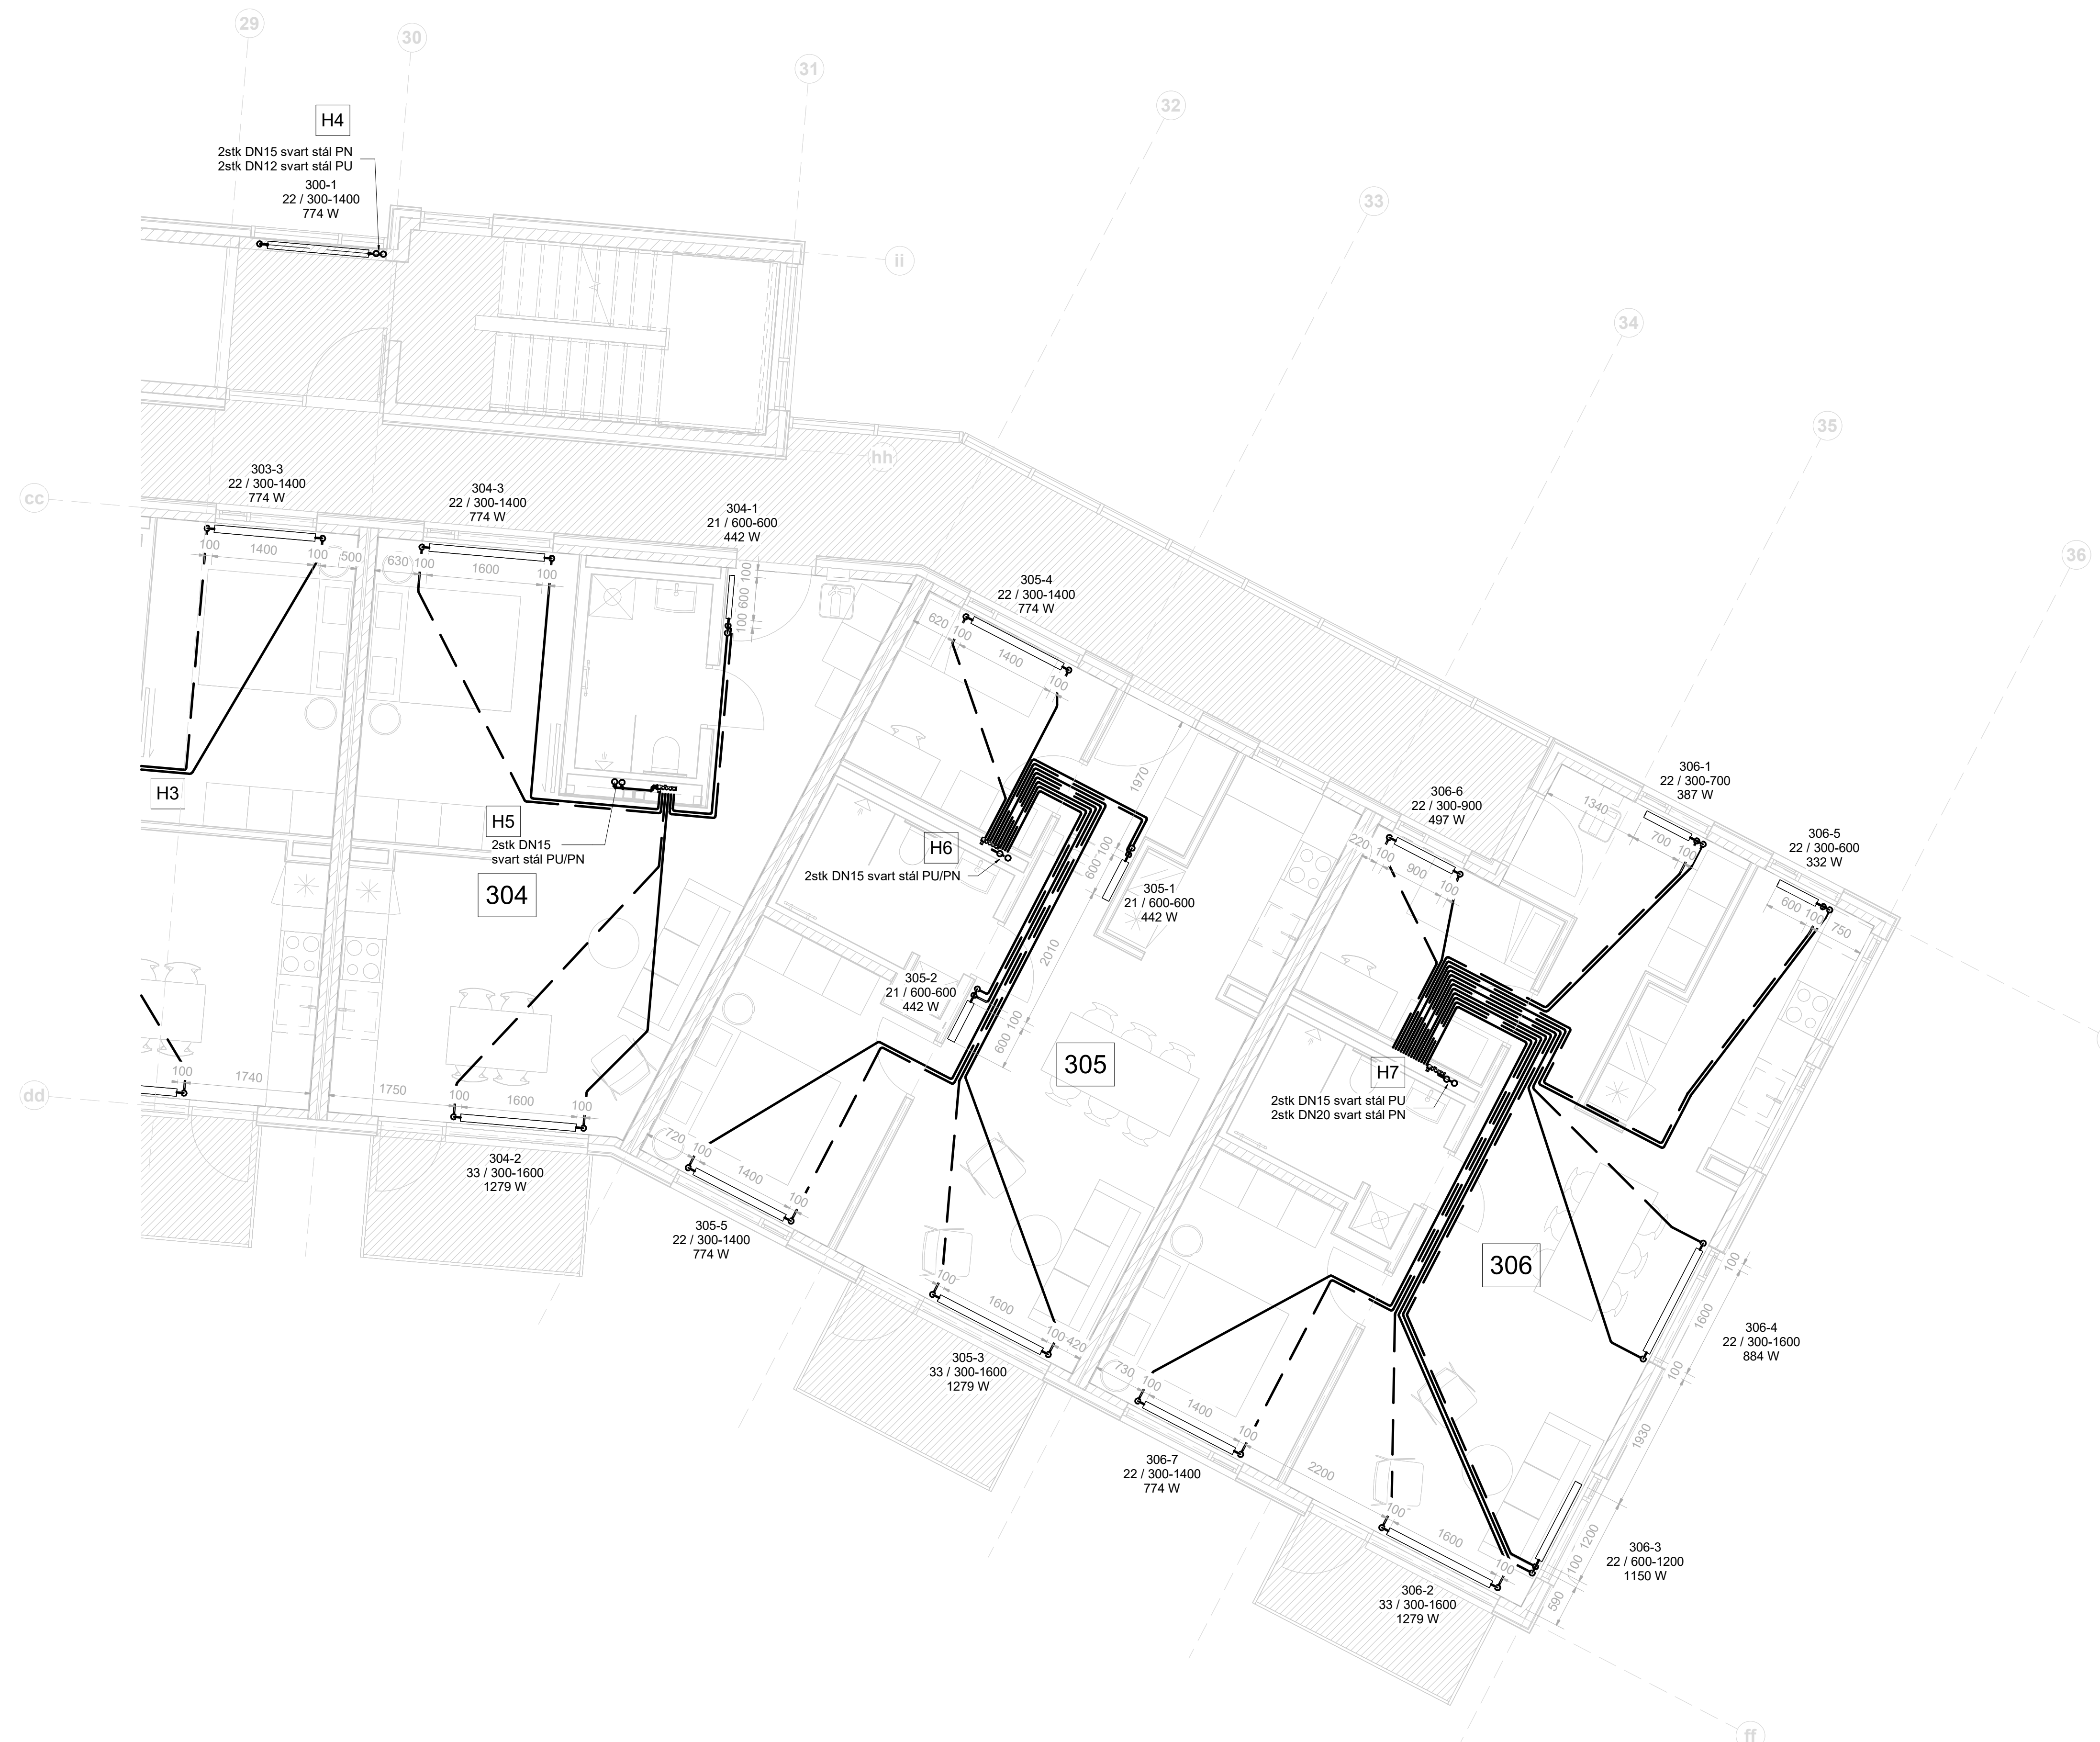 29
30
31
32
33
34
35
36
ii
hh
cc
dd
ff
H4
2stk DN15 svart stál PN
2stk DN12 svart stál PU
300-1
22 / 300-1400
774 W
303-3
22 / 300-1400
774 W
304-3
22 / 300-1400
774 W
304-1
21 / 600-600
442 W
100
1400
100
500
630
100
1600
100
100
600
100
305-4
22 / 300-1400
774 W
620
100
1400
100
1970
H3
H5
2stk DN15
svart stál PU/PN
304
H6
2stk DN15 svart stál PU/PN
600
100
305-1
21 / 600-600
442 W
2010
305-2
21 / 600-600
442 W
600
100
305
306-6
22 / 300-900
497 W
220
100
900
100
306-1
22 / 300-700
387 W
1340
700
100
306-5
22 / 300-600
332 W
600
100
750
H7
2stk DN15 svart stál PU
2stk DN20 svart stál PN
306
100
1740
1750
100
1600
100
304-2
33 / 300-1600
1279 W
720
100
1400
100
305-5
22 / 300-1400
774 W
100
1600
100
420
305-3
33 / 300-1600
1279 W
730
100
1400
100
306-7
22 / 300-1400
774 W
2200
100
1600
100
306-2
33 / 300-1600
1279 W
100
1600
100
306-4
22 / 300-1600
884 W
1930
1200
100
590
306-3
22 / 600-1200
1150 W